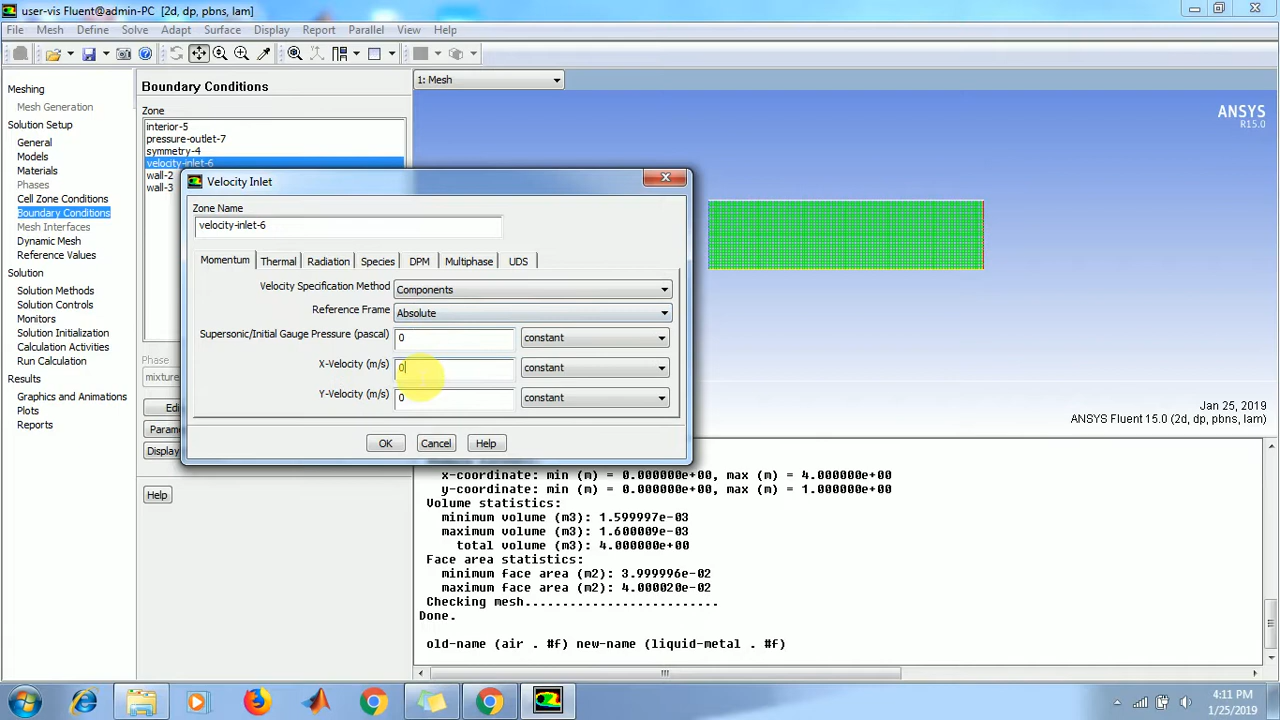 user-vis Fluent@admin-PC [2d, dp, pbns, lam]
File Mesh Define Solve Adapt Surface Display Report Parallel View Help
Meshing
Mesh Generation
Solution Setup
General
Models
Materials
Phases
Cell Zone Conditions
Boundary Conditions
Mesh Interfaces
Dynamic Mesh
Reference Values
Solution
Solution Methods
Solution Controls
Monitors
Solution Initialization
Calculation Activities
Run Calculation
Results
Graphics and Animations
Plots
Reports
Boundary Conditions
Zone
interior-5
pressure-outlet-7
symmetry-4
velocity-inlet-6
wall-2
wall-3
Phase
mixture
Edi
Param
Display
Help
Velocity Inlet
Zone Name
velocity-inlet-6
Momentum Thermal Radiation Species DPM Multiphase UDS
Velocity Specification Method Components
Reference Frame Absolute
Supersonic/Initial Gauge Pressure (pascal) 0 constant
X-Velocity (m/s) 0 constant
Y-Velocity (m/s) 0 constant
OK Cancel Help
1: Mesh
ANSYS
R15.0
Jan 25, 2019
ANSYS Fluent 15.0 (2d, dp, pbns, lam)
x-coordinate: min (m) = 0.000000e+00, max (m) = 4.000000e+00
y-coordinate: min (m) = 0.000000e+00, max (m) = 1.000000e+00
Volume statistics:
minimum volume (m3): 1.599997e-03
maximum volume (m3): 1.600009e-03
total volume (m3): 4.000000e+00
Face area statistics:
minimum face area (m2): 3.999996e-02
maximum face area (m2): 4.000020e-02
Checking mesh..........................
Done.
old-name (air . #f) new-name (liquid-metal . #f)
4:11 PM
1/25/2019